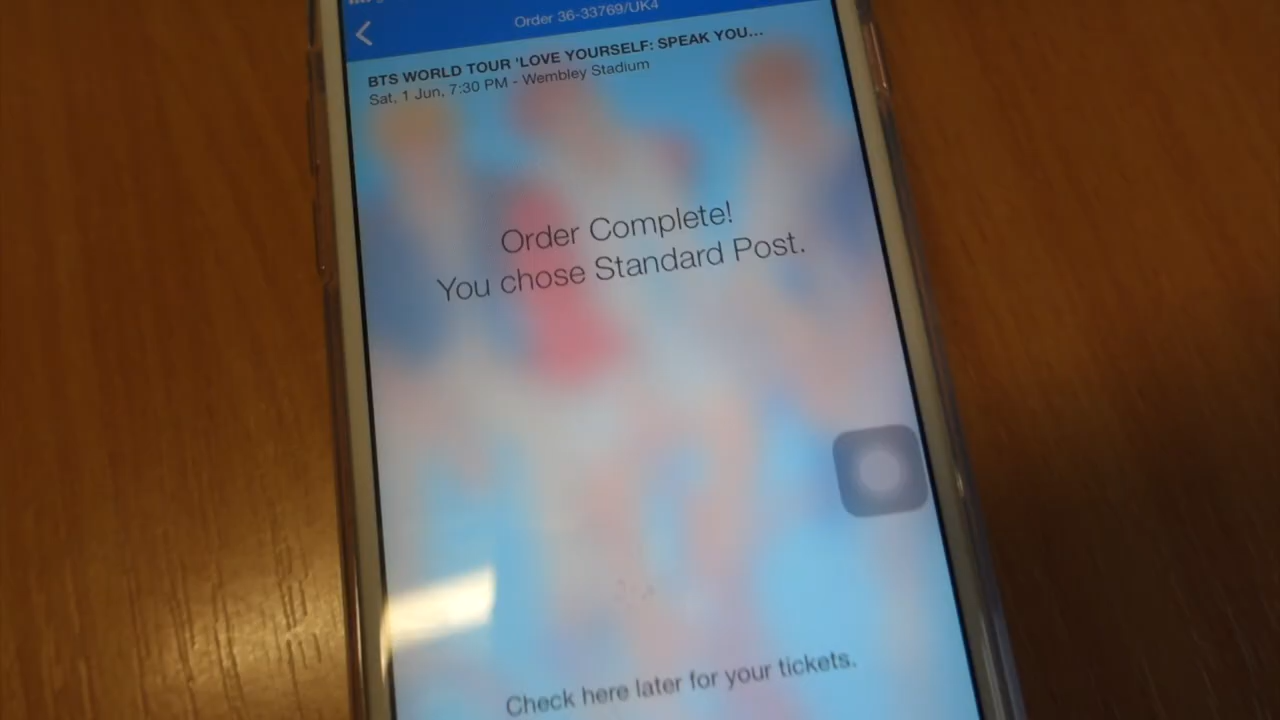 Order 36-33769/UK4
BTS WORLD TOUR 'LOVE YOURSELF: SPEAK YOU...
Sat, 1 Jun, 7:30 PM - Wembley Stadium
Order Complete!
You chose Standard Post.
Check here later for your tickets.